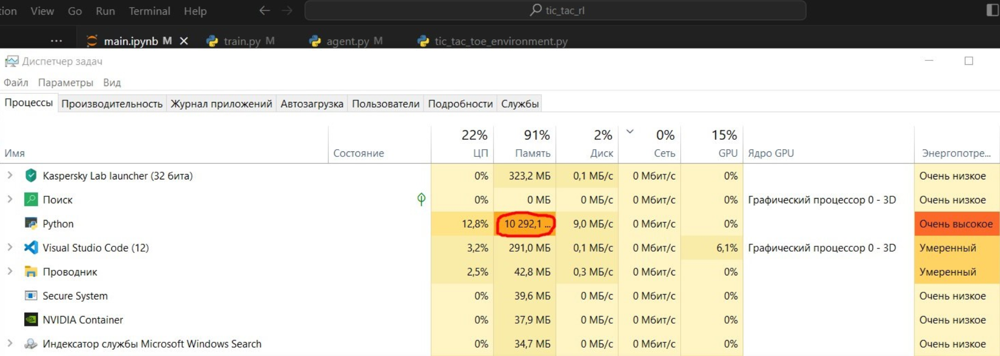 tion View Go Run Terminal Help ← → tic_tac_rl
... main.ipynb M × train.py M agent.py M tic_tac_toe_environment.py
Диспетчер задач
Файл Параметры Вид
Процессы Производительность Журнал приложений Автозагрузка Пользователи Подробности Службы
22% 91% 2% 0% 15%
Имя Состояние ЦП Память Диск Сеть GPU Ядро GPU Энергопотре...
Kaspersky Lab launcher (32 бита) 0% 323,2 МБ 0,1 МБ/с 0 Мбит/с 0% Очень низкое
Поиск 0% 0 МБ 0 МБ/с 0 Мбит/с 0% Графический процессор 0 - 3D Очень низкое
Python 12,8% 10 292,1 ... 9,0 МБ/с 0 Мбит/с 0% Очень высокое
Visual Studio Code (12) 3,2% 291,0 МБ 0,1 МБ/с 0 Мбит/с 6,1% Графический процессор 0 - 3D Умеренный
Проводник 2,5% 42,8 МБ 0,3 МБ/с 0 Мбит/с 0% Умеренный
Secure System 0% 39,6 МБ 0 МБ/с 0 Мбит/с 0% Очень низкое
NVIDIA Container 0% 37,9 МБ 0 МБ/с 0 Мбит/с 0% Очень низкое
Индексатор службы Microsoft Windows Search 0% 34,7 МБ 0 МБ/с 0 Мбит/с 0% Очень низкое